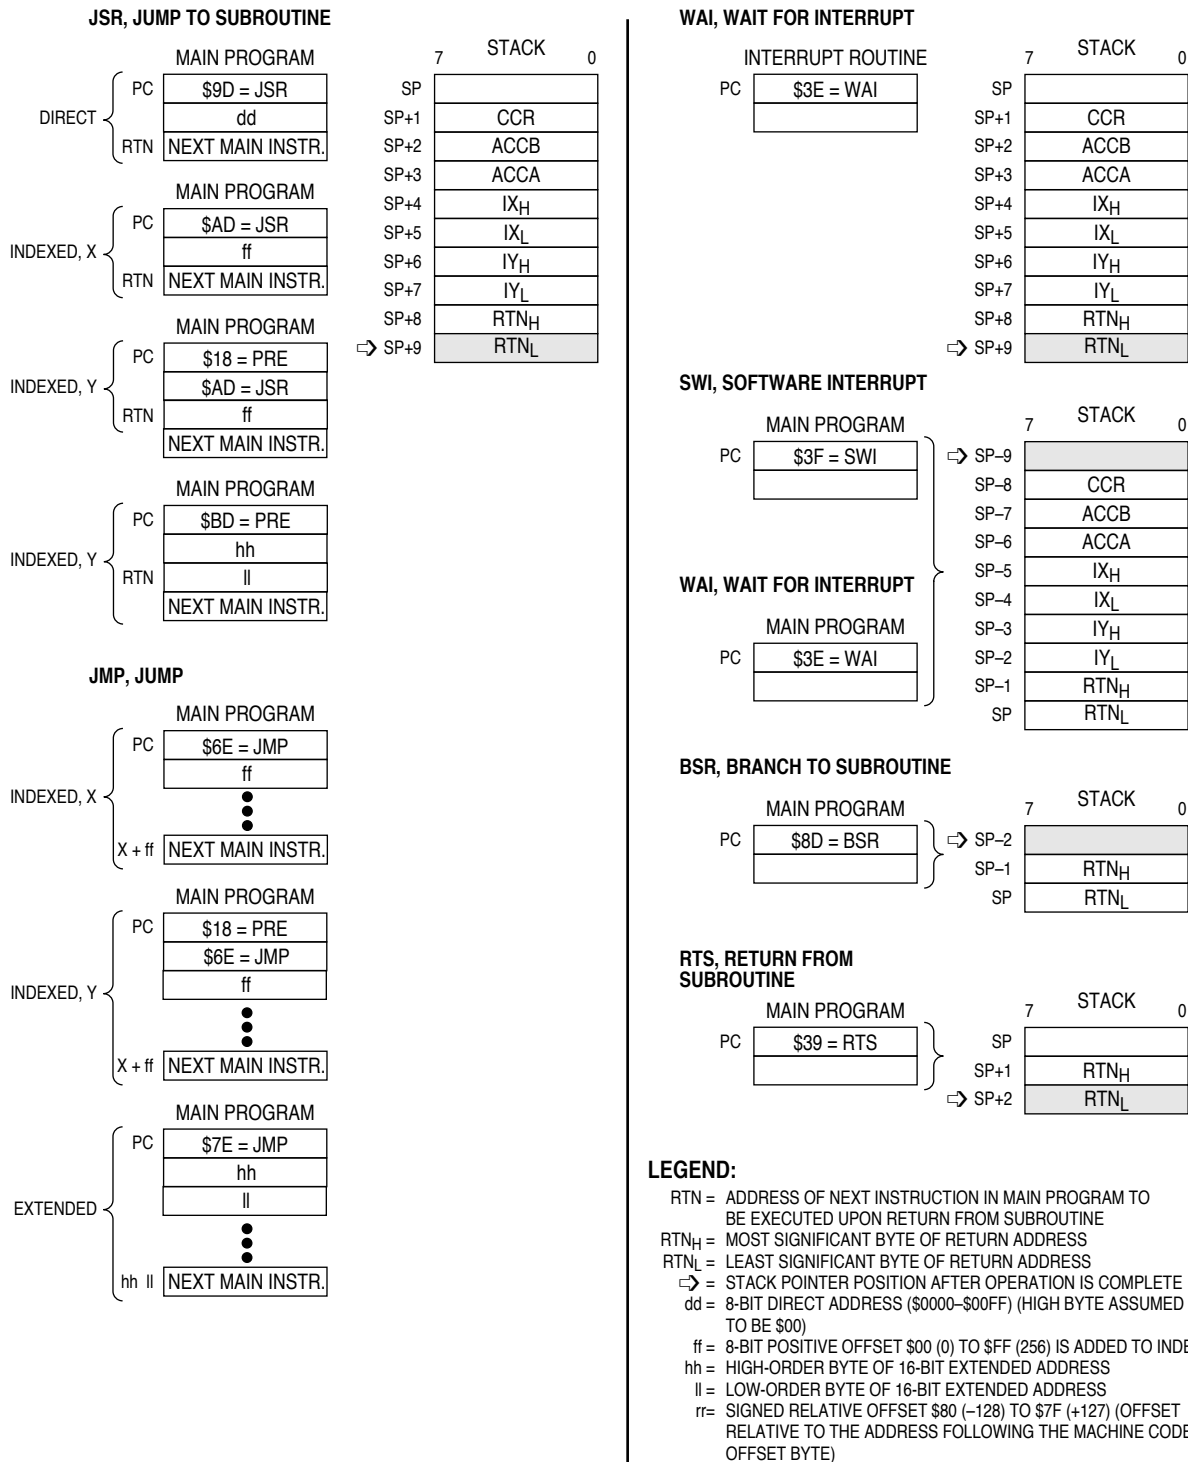 JSR, JUMP TO SUBROUTINE
MAIN PROGRAM
DIRECT
PC $9D = JSR
dd
RTN NEXT MAIN INSTR.
MAIN PROGRAM
INDEXED, X
PC $AD = JSR
ff
RTN NEXT MAIN INSTR.
MAIN PROGRAM
INDEXED, Y
PC $18 = PRE
$AD = JSR
RTN ff
NEXT MAIN INSTR.
MAIN PROGRAM
INDEXED, Y
PC $BD = PRE
hh
RTN ll
NEXT MAIN INSTR.
7 STACK 0
SP
SP+1 CCR
SP+2 ACCB
SP+3 ACCA
SP+4 IXH
SP+5 IXL
SP+6 IYH
SP+7 IYL
SP+8 RTNH
SP+9 RTNL
JMP, JUMP
MAIN PROGRAM
INDEXED, X
PC $6E = JMP
ff
X + ff NEXT MAIN INSTR.
MAIN PROGRAM
INDEXED, Y
PC $18 = PRE
$6E = JMP
ff
X + ff NEXT MAIN INSTR.
MAIN PROGRAM
EXTENDED
PC $7E = JMP
hh
ll
hh ll NEXT MAIN INSTR.
WAI, WAIT FOR INTERRUPT
INTERRUPT ROUTINE
PC $3E = WAI
7 STACK 0
SP
SP+1 CCR
SP+2 ACCB
SP+3 ACCA
SP+4 IXH
SP+5 IXL
SP+6 IYH
SP+7 IYL
SP+8 RTNH
SP+9 RTNL
SWI, SOFTWARE INTERRUPT
MAIN PROGRAM
PC $3F = SWI
WAI, WAIT FOR INTERRUPT
MAIN PROGRAM
PC $3E = WAI
7 STACK 0
SP–9
SP–8 CCR
SP–7 ACCB
SP–6 ACCA
SP–5 IXH
SP–4 IXL
SP–3 IYH
SP–2 IYL
SP–1 RTNH
SP RTNL
BSR, BRANCH TO SUBROUTINE
MAIN PROGRAM
PC $8D = BSR
7 STACK 0
SP–2
SP–1 RTNH
SP RTNL
RTS, RETURN FROM
SUBROUTINE
MAIN PROGRAM
PC $39 = RTS
7 STACK 0
SP
SP+1 RTNH
SP+2 RTNL
LEGEND:
RTN = ADDRESS OF NEXT INSTRUCTION IN MAIN PROGRAM TO
BE EXECUTED UPON RETURN FROM SUBROUTINE
RTNH = MOST SIGNIFICANT BYTE OF RETURN ADDRESS
RTNL = LEAST SIGNIFICANT BYTE OF RETURN ADDRESS
⇨ = STACK POINTER POSITION AFTER OPERATION IS COMPLETE
dd = 8-BIT DIRECT ADDRESS ($0000–$00FF) (HIGH BYTE ASSUMED
TO BE $00)
ff = 8-BIT POSITIVE OFFSET $00 (0) TO $FF (256) IS ADDED TO
hh = HIGH-ORDER BYTE OF 16-BIT EXTENDED ADDRESS
ll = LOW-ORDER BYTE OF 16-BIT EXTENDED ADDRESS
rr= SIGNED RELATIVE OFFSET $80 (–128) TO $7F (+127) (OFFSET
RELATIVE TO THE ADDRESS FOLLOWING THE MACHINE CODE
OFFSET BYTE)